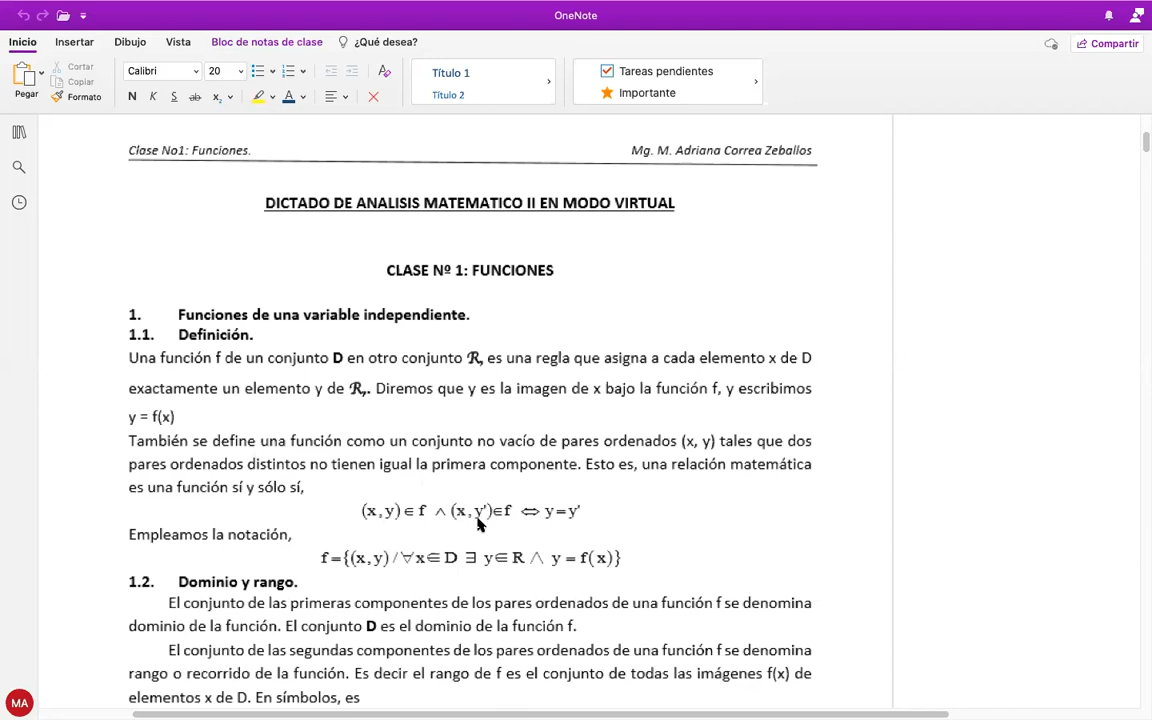 OneNote
Inicio Insertar Dibujo Vista Bloc de notas de clase ¿Qué desea? Compartir
Pegar Cortar Copiar Formato Calibri 20 Título 1 Título 2 Tareas pendientes Importante
N K S ab x₂ A
Clase No1: Funciones. Mg. M. Adriana Correa Zeballos
DICTADO DE ANALISIS MATEMATICO II EN MODO VIRTUAL
CLASE Nº 1: FUNCIONES
1. Funciones de una variable independiente.
1.1. Definición.
Una función f de un conjunto D en otro conjunto ℛ, es una regla que asigna a cada elemento x de D
exactamente un elemento y de ℛ,. Diremos que y es la imagen de x bajo la función f, y escribimos
y = f(x)
También se define una función como un conjunto no vacío de pares ordenados (x, y) tales que dos
pares ordenados distintos no tienen igual la primera componente. Esto es, una relación matemática
es una función sí y sólo sí,
(x,y)∈ f ∧ (x,y')∈f ⇔ y=y'
Empleamos la notación,
f={(x,y)/∀x∈D ∃ y∈ℝ ∧ y = f(x)}
1.2. Dominio y rango.
El conjunto de las primeras componentes de los pares ordenados de una función f se denomina
dominio de la función. El conjunto D es el dominio de la función f.
El conjunto de las segundas componentes de los pares ordenados de una función f se denomina
rango o recorrido de la función. Es decir el rango de f es el conjunto de todas las imágenes f(x) de
elementos x de D. En símbolos, es
MA